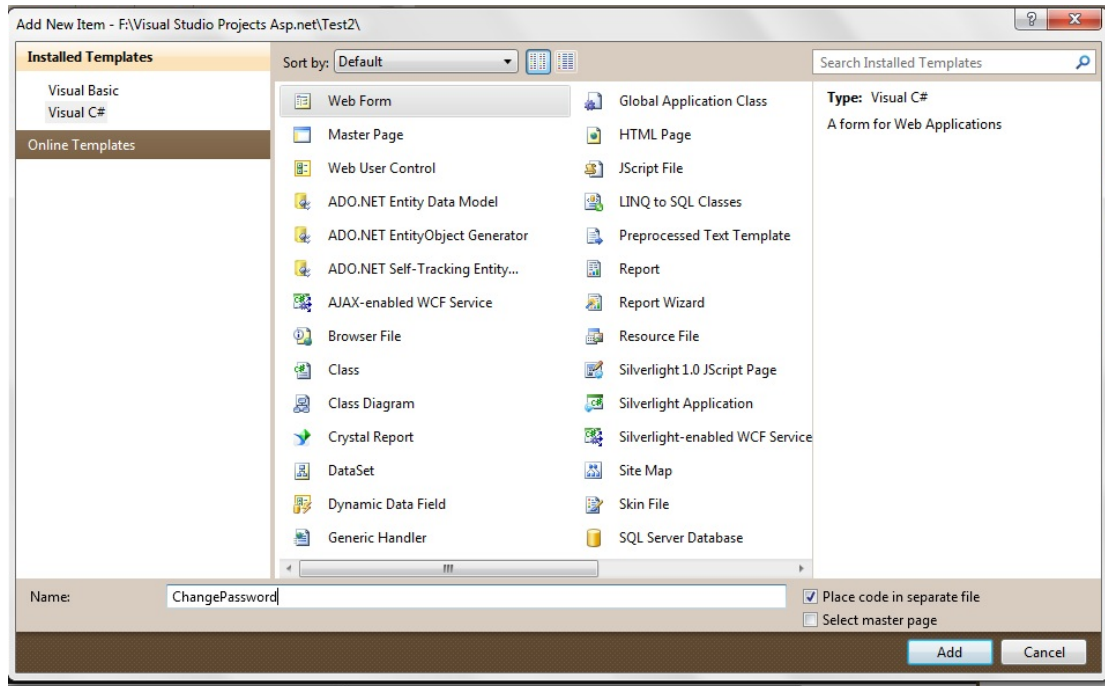 Add New Item - F:\Visual Studio Projects Asp.net\Test2\
Installed Templates
Visual Basic
Visual C#
Online Templates
Sort by: Default
Web Form
Master Page
Web User Control
ADO.NET Entity Data Model
ADO.NET EntityObject Generator
ADO.NET Self-Tracking Entity...
AJAX-enabled WCF Service
Browser File
Class
Class Diagram
Crystal Report
DataSet
Dynamic Data Field
Generic Handler
Global Application Class
HTML Page
JScript File
LINQ to SQL Classes
Preprocessed Text Template
Report
Report Wizard
Resource File
Silverlight 1.0 JScript Page
Silverlight Application
Silverlight-enabled WCF Service
Site Map
Skin File
SQL Server Database
Search Installed Templates
Type: Visual C#
A form for Web Applications
Name: ChangePassword
Place code in separate file
Select master page
Add
Cancel